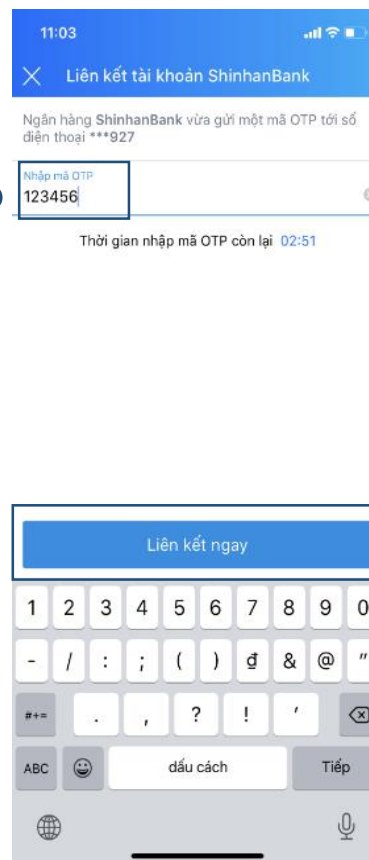 11:03
Liên kết tài khoản ShinhanBank
Ngân hàng ShinhanBank vừa gửi một mã OTP tới số
điện thoại ***927
Nhập mã OTP
123456
Thời gian nhập mã OTP còn lại 02:51
Liên kết ngay
1 2 3 4 5 6 7 8 9 0
- / : ; ( ) ₫ & @ "
#+= . , ? ! '
ABC dấu cách Tiếp